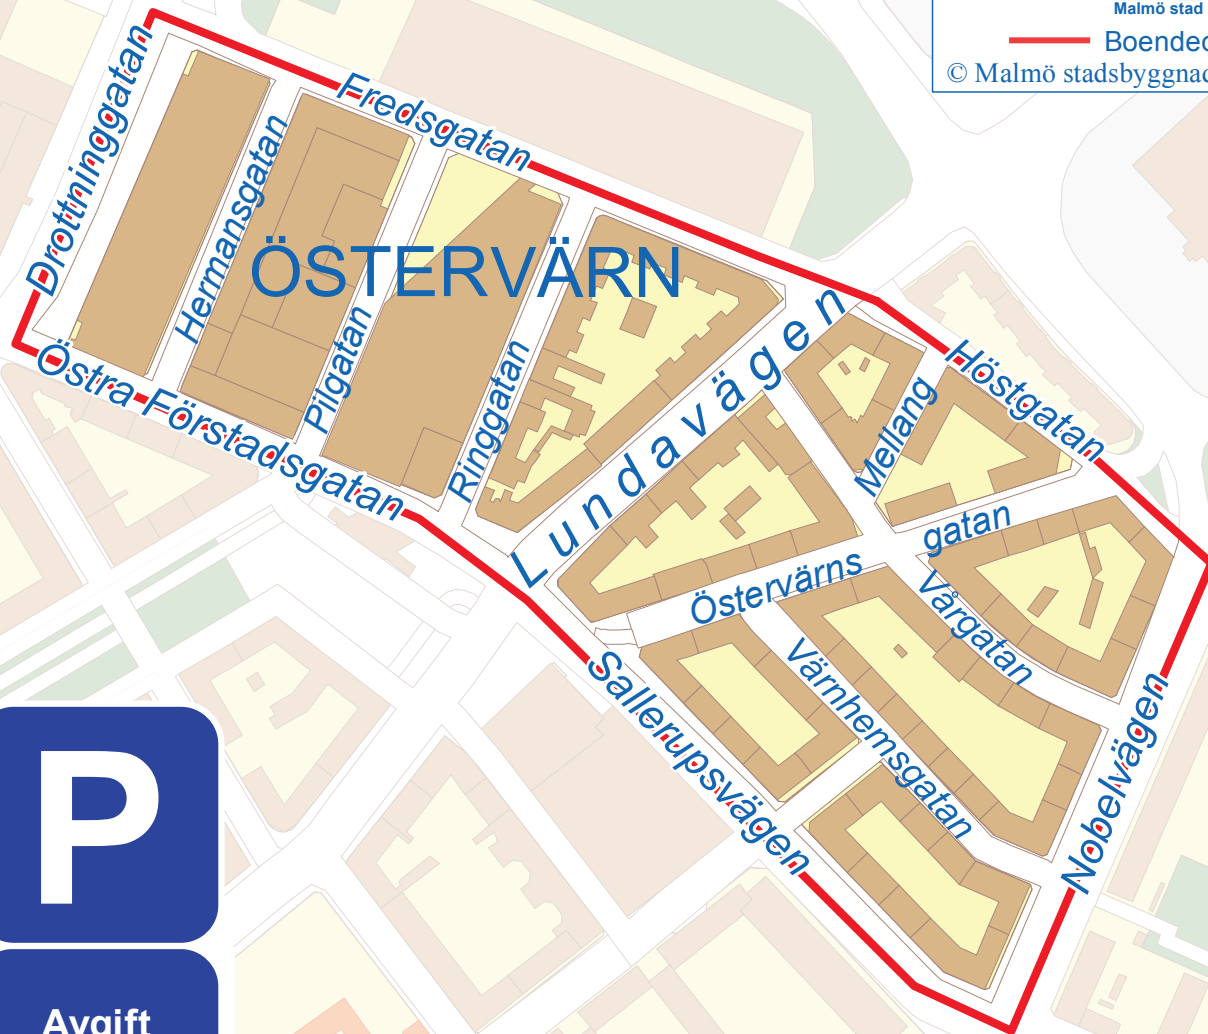 Malmö stad
Boended
© Malmö stadsbyggnad
Drottninggatan
Fredsgatan
Hermansgatan
ÖSTERVÄRN
Pilgatan
Ringgatan
Östra Förstadsgatan
Lundavägen
Höstgatan
Mellang
gatan
Östervärns
Vårgatan
Värnhemsgatan
Sallerupsvägen
Nobelvägen
P
Avgift